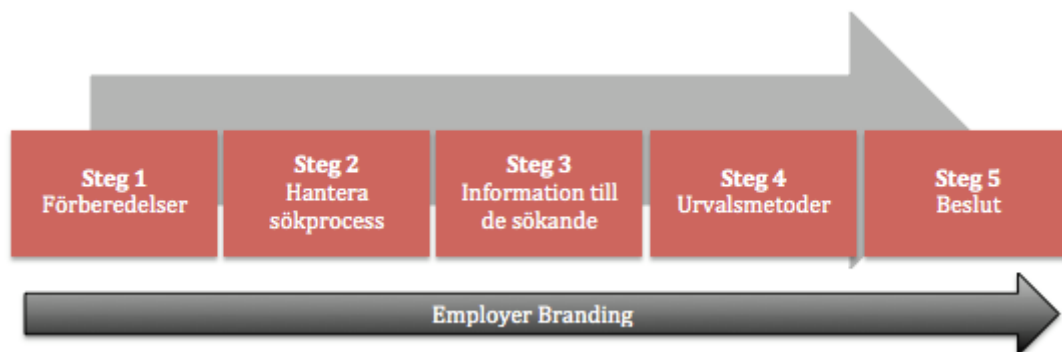 Steg 1
Förberedelser
Steg 2
Hantera
sökprocess
Steg 3
Information till
de sökande
Steg 4
Urvalsmetoder
Steg 5
Beslut
Employer Branding